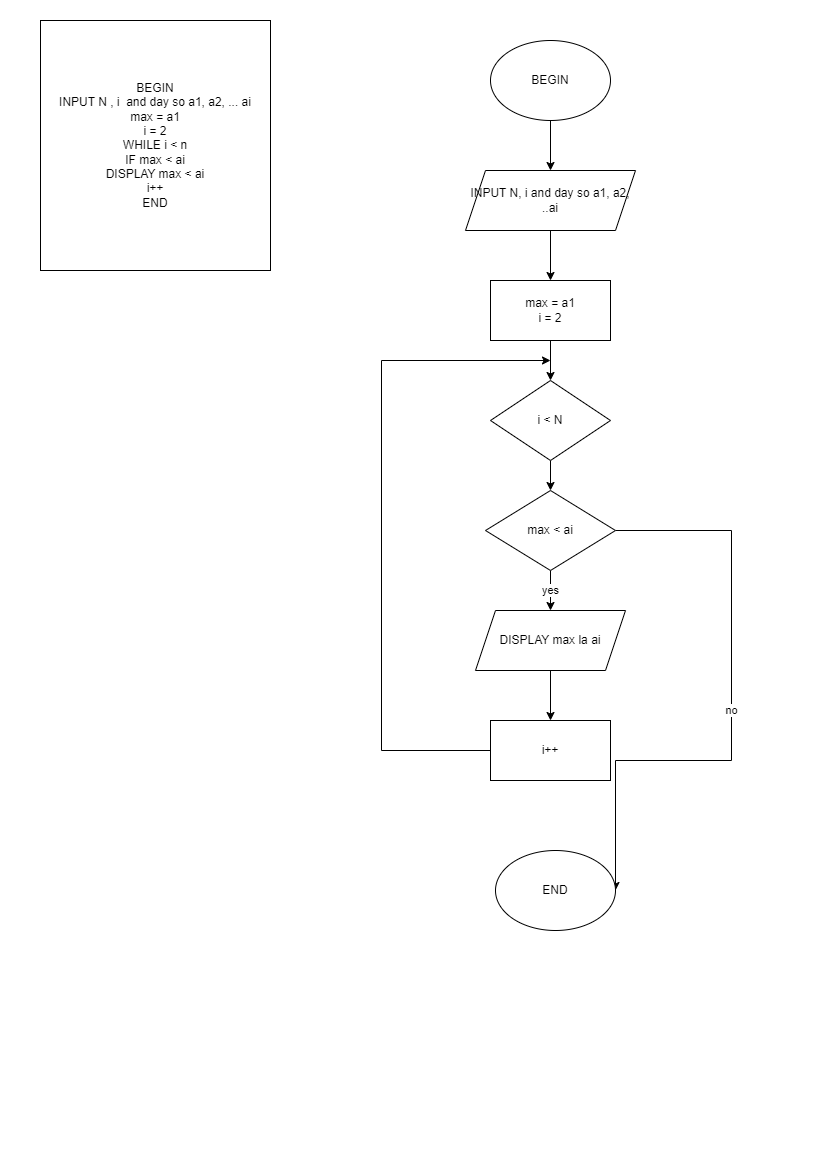 BEGIN
INPUT N , i  and day so a1, a2, ... ai
max = a1
i = 2
WHILE i < n
IF max < ai
DISPLAY max < ai
i++
END
BEGIN
INPUT N, i and day so a1, a2,
..ai
max = a1
i = 2
i < N
max < ai
yes
DISPLAY max la ai
no
i++
END